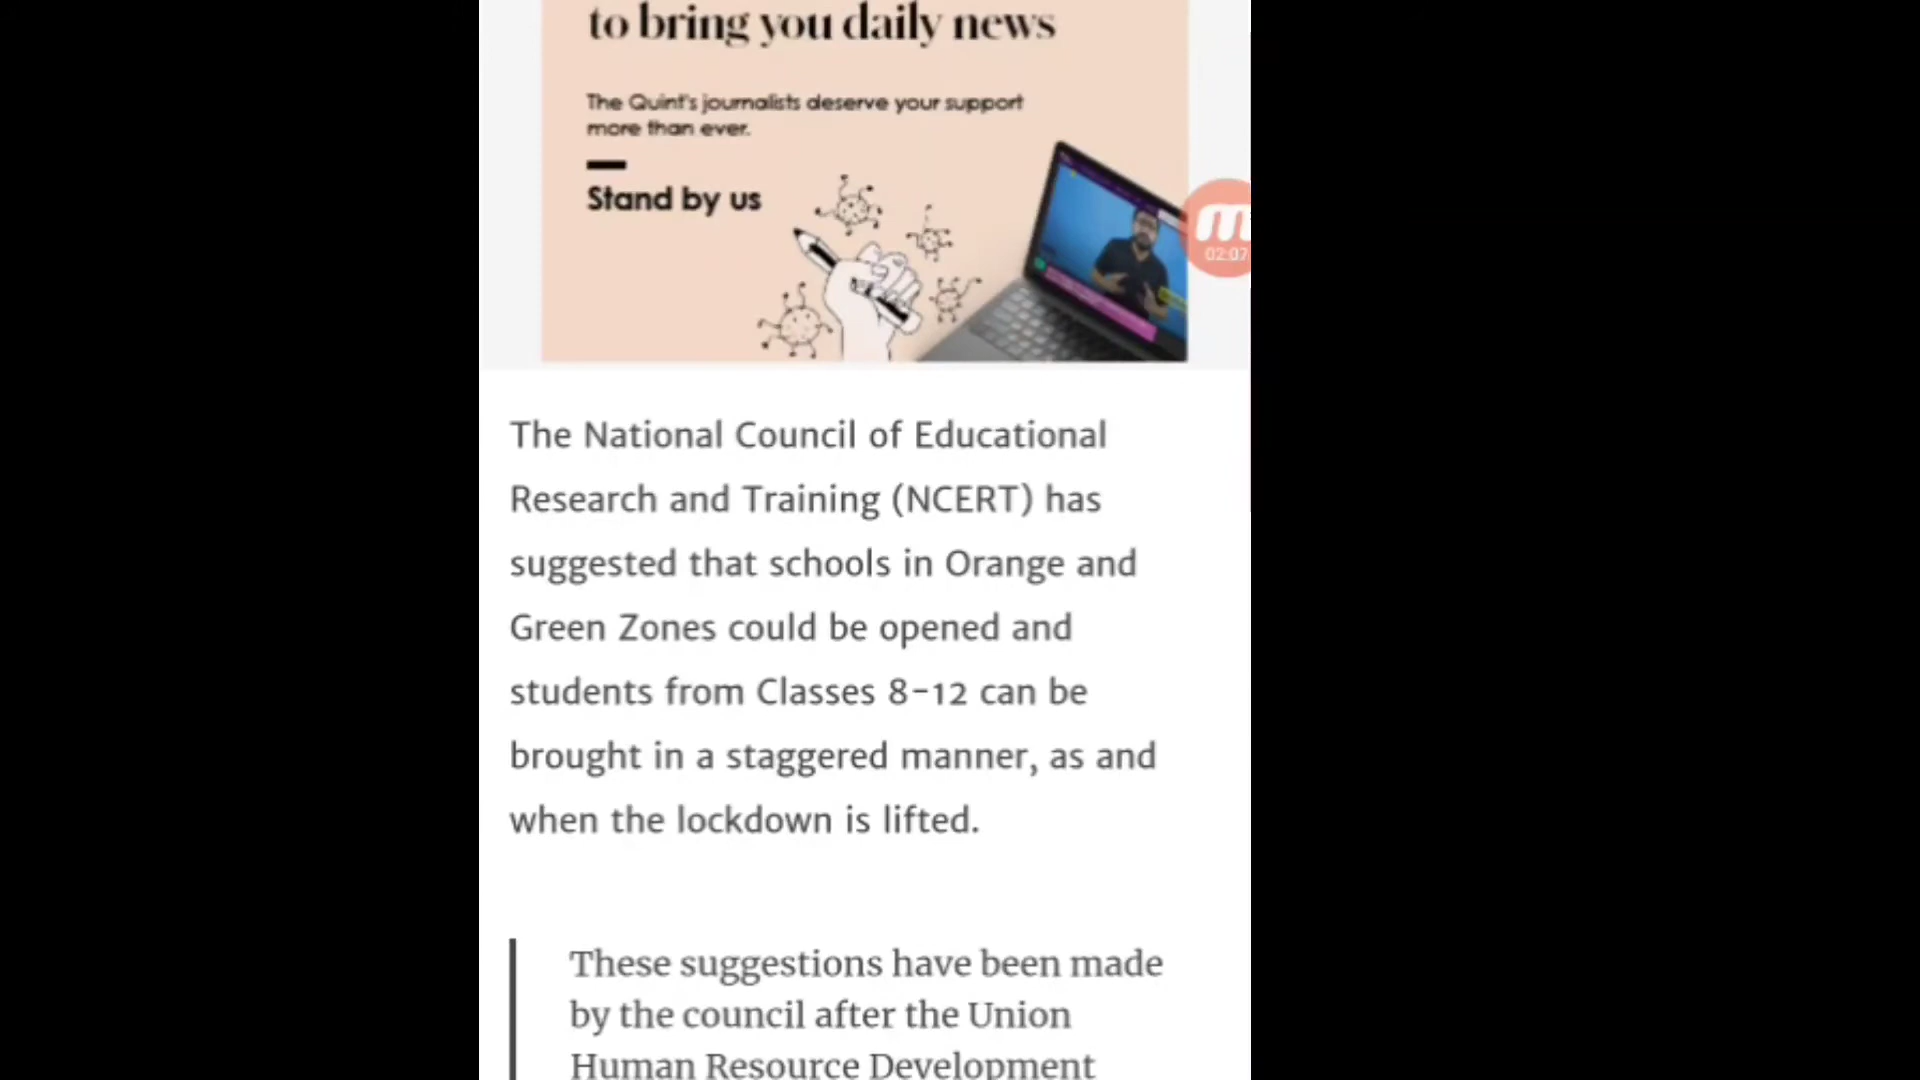 to bring you daily news
The Quint's journalists deserve your support
more than ever.
Stand by us
02:07
The National Council of Educational
Research and Training (NCERT) has
suggested that schools in Orange and
Green Zones could be opened and
students from Classes 8-12 can be
brought in a staggered manner, as and
when the lockdown is lifted.
These suggestions have been made
by the council after the Union
Human Resource Development